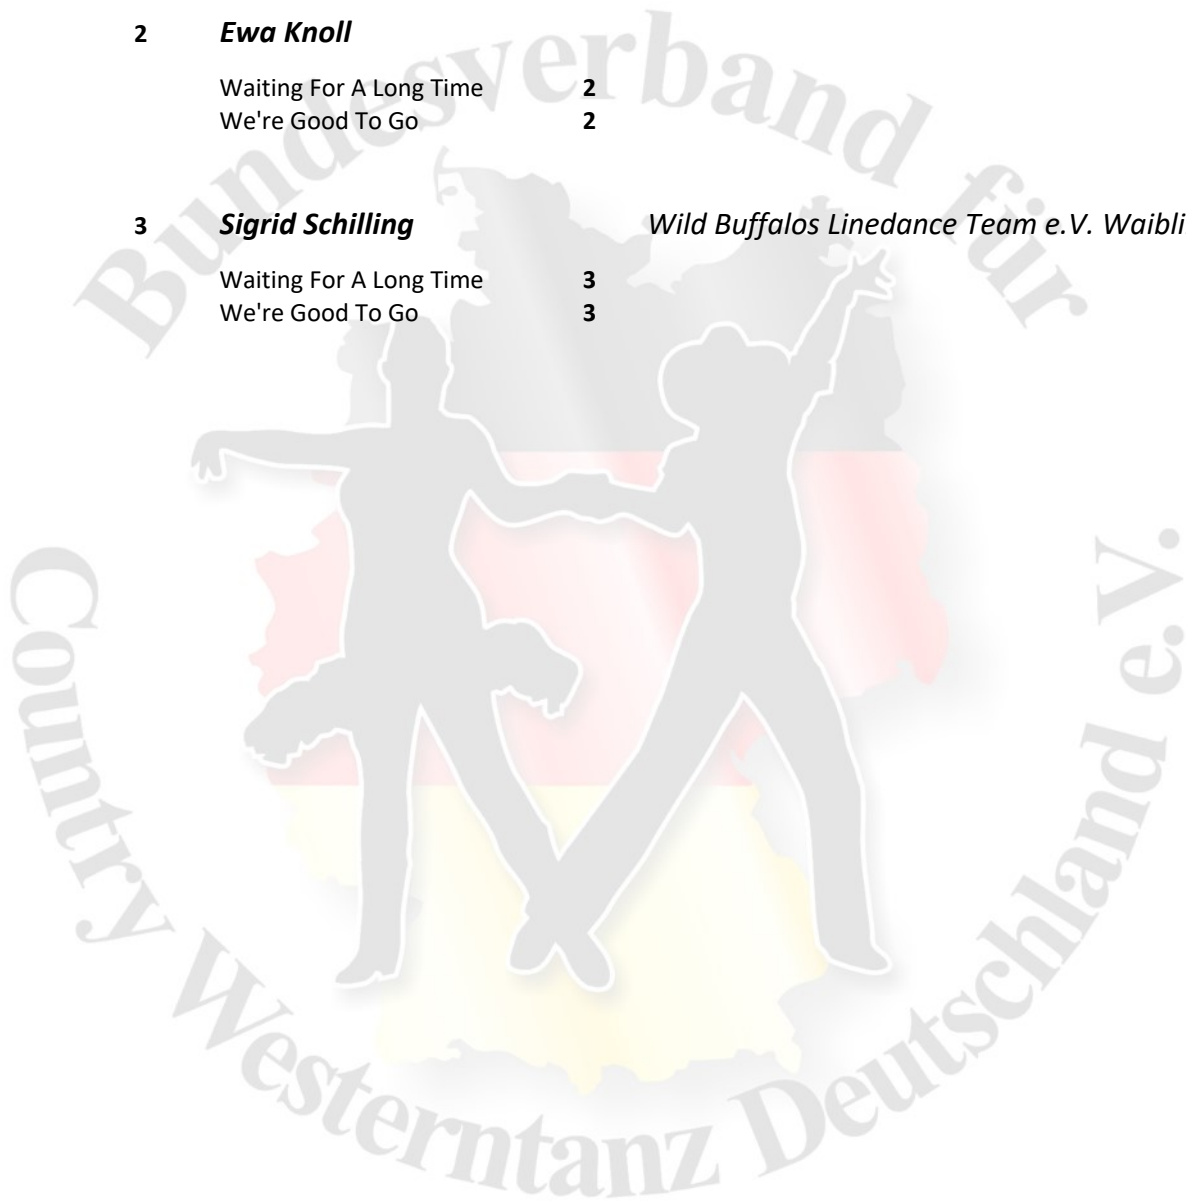 2 Ewa Knoll
Waiting For A Long Time 2
We're Good To Go 2
3 Sigrid Schilling Wild Buffalos Linedance Team e.V. Waibli
Waiting For A Long Time 3
We're Good To Go 3
Bundesverband für
Country Westerntanz Deutschland e.V.